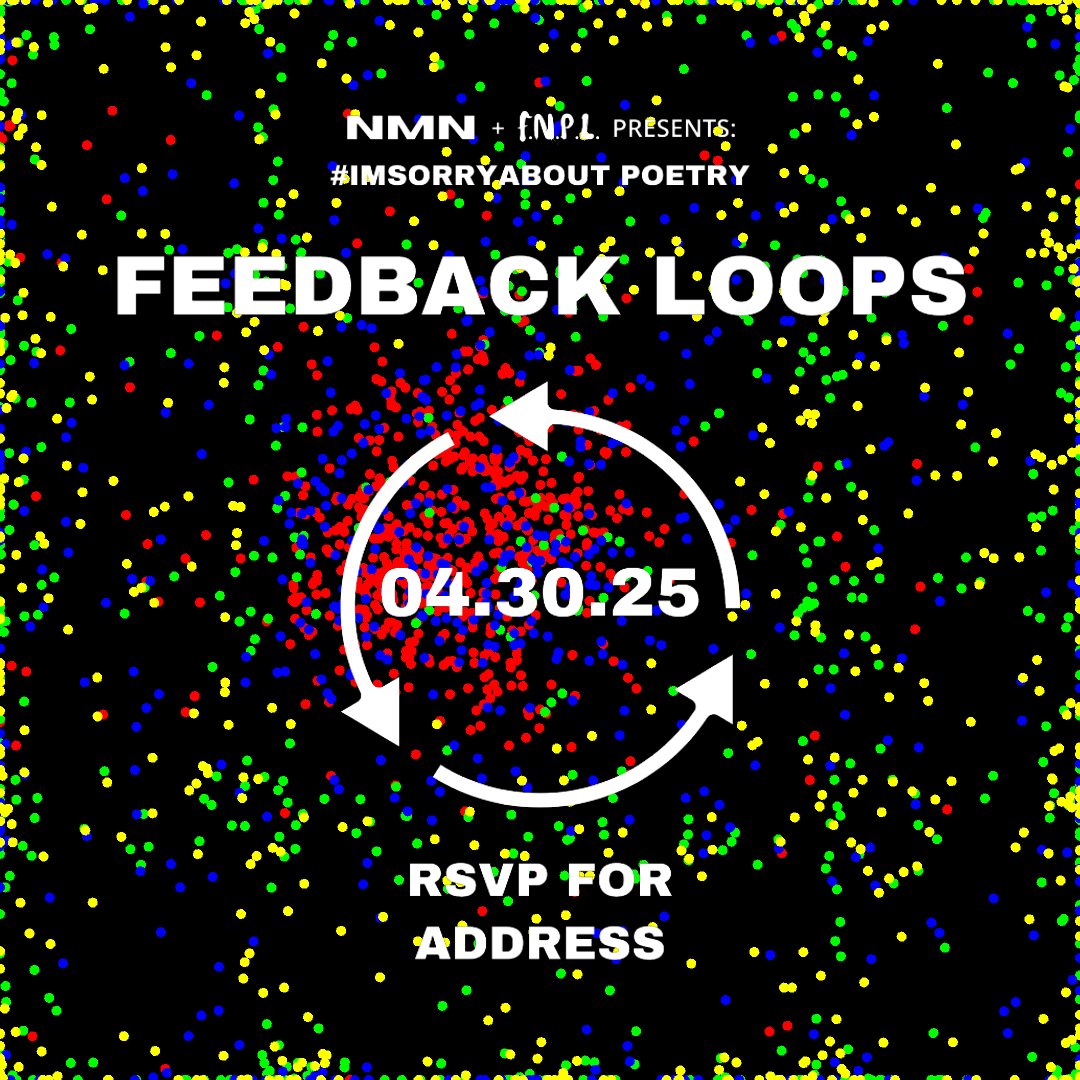 NMN + F.N.P.L. PRESENTS:
#IMSORRYABOUT POETRY
FEEDBACK LOOPS
04.30.25
RSVP FOR
ADDRESS